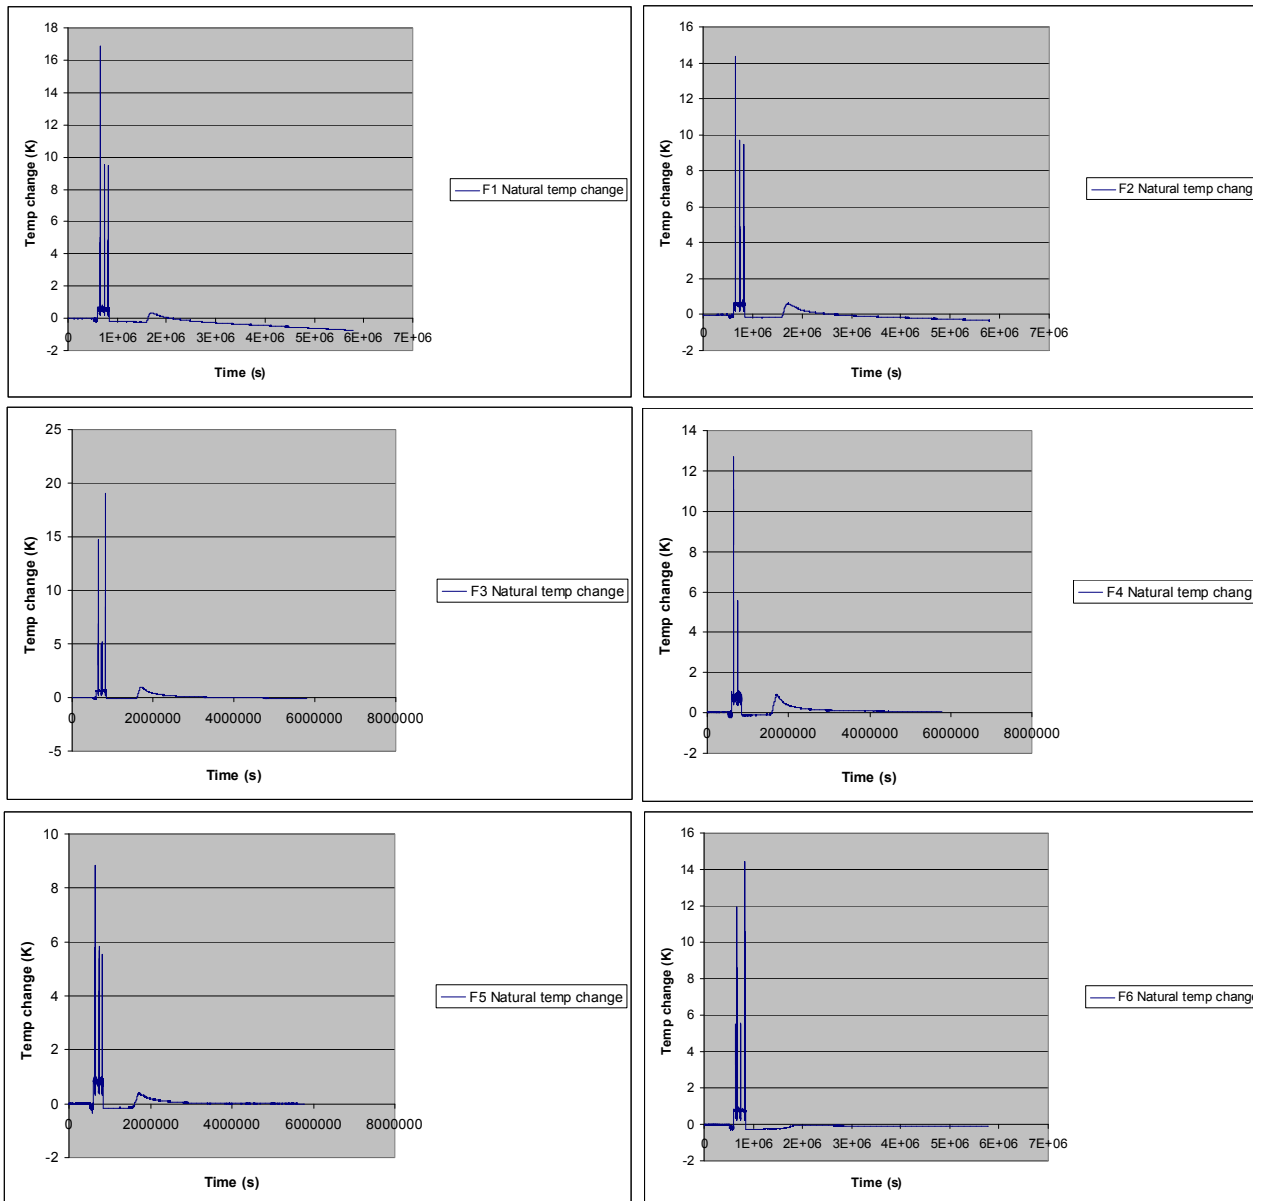 18
16
14
12
10
8
6
4
2
0
-2
Temp change (K)
1E+06 2E+06 3E+06 4E+06 5E+06 6E+06 7E+06
Time (s)
F1 Natural temp change
16
14
12
10
8
6
4
2
0
-2
Temp change (K)
0 1E+06 2E+06 3E+06 4E+06 5E+06 6E+06 7E+06
Time (s)
F2 Natural temp chang
25
20
15
10
5
0
-5
Temp change (K)
0 2000000 4000000 6000000 8000000
Time (s)
F3 Natural temp change
14
12
10
8
6
4
2
0
-2
Temp change (K)
0 2000000 4000000 6000000 8000000
Time (s)
F4 Natural temp chang
10
8
6
4
2
0
-2
Temp change (K)
0 2000000 4000000 6000000 8000000
Time (s)
F5 Natural temp change
16
14
12
10
8
6
4
2
0
-2
Temp change (K)
0 1E+06 2E+06 3E+06 4E+06 5E+06 6E+06 7E+06
Time (s)
F6 Natural temp change